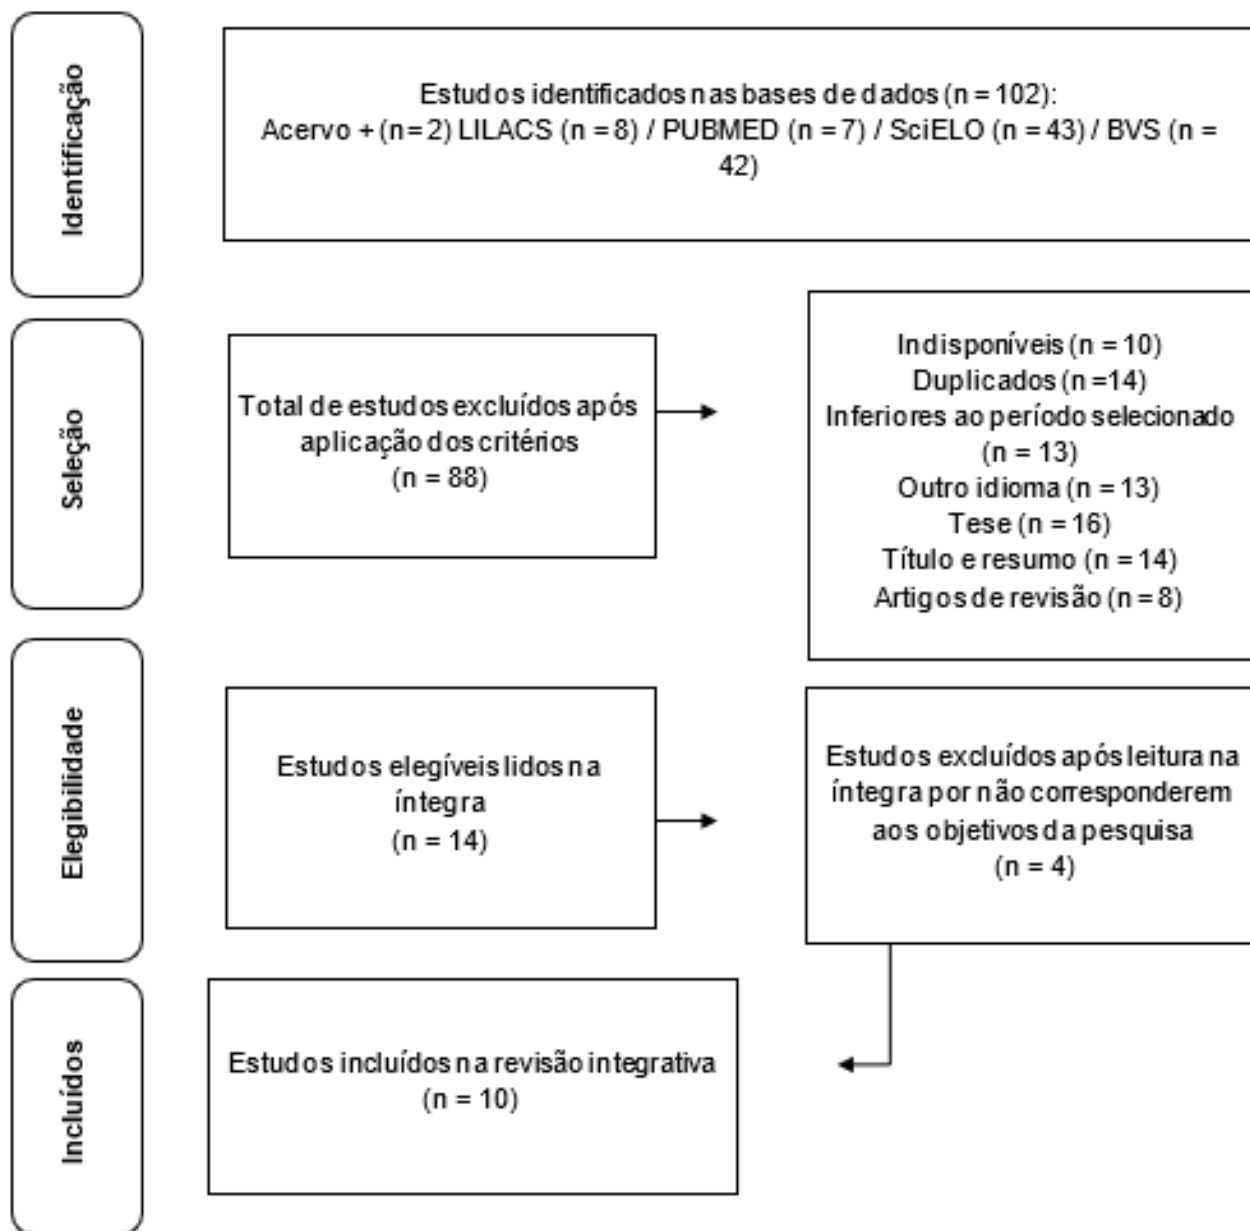 Identificação
Estudos identificados nas bases de dados (n = 102):
Acervo + (n= 2) LILACS (n = 8) / PUBMED (n = 7) / SciELO (n = 43) / BVS (n =
42)
Seleção
Total de estudos excluídos após
aplicação dos critérios
(n = 88)
Indisponíveis (n = 10)
Duplicados (n =14)
Inferiores ao período selecionado
(n = 13)
Outro idioma (n = 13)
Tese (n = 16)
Título e resumo (n = 14)
Artigos de revisão (n = 8)
Elegibilidade
Estudos elegíveis lidos na
íntegra
(n = 14)
Estudos excluídos após leitura na
íntegra por não corresponderem
aos objetivos da pesquisa
(n = 4)
Incluídos
Estudos incluídos na revisão integrativa
(n = 10)